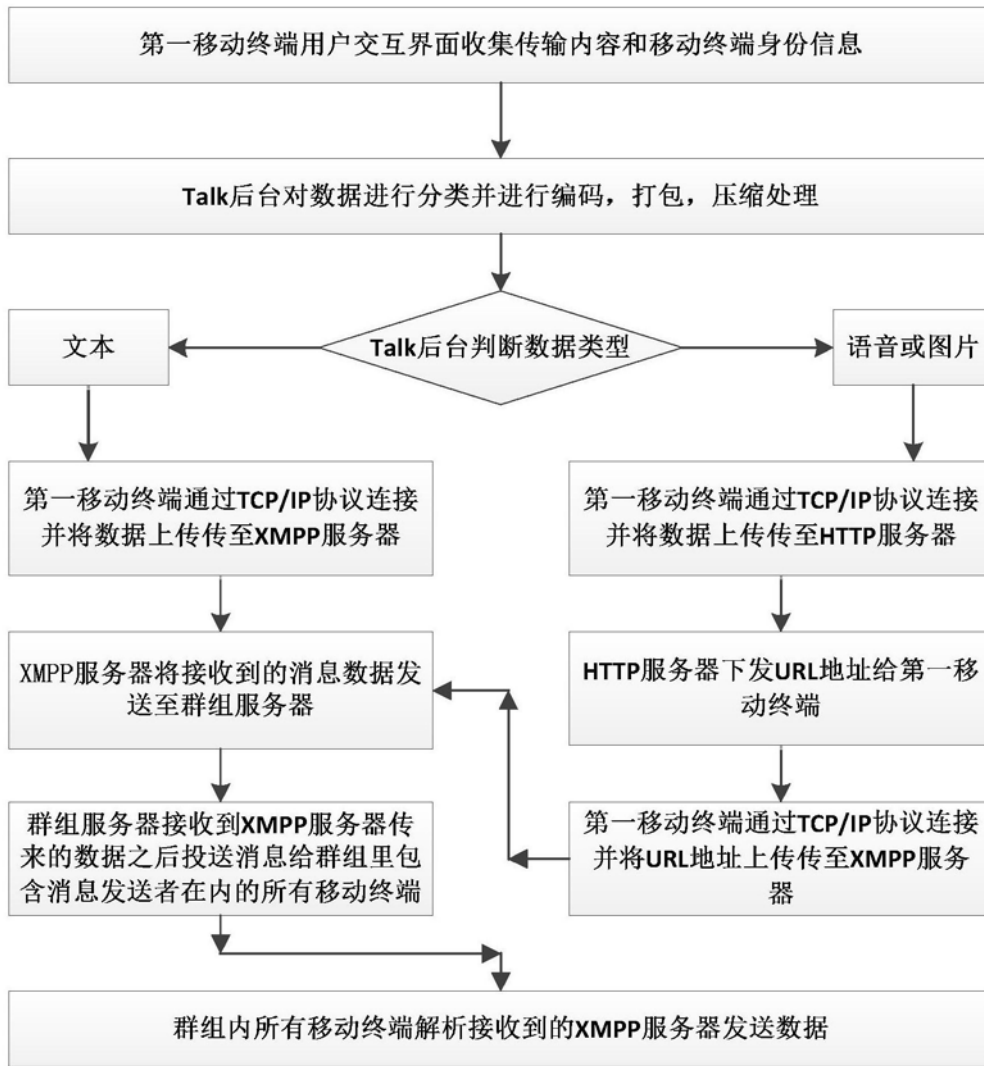 第一移动终端用户交互界面收集传输内容和移动终端身份信息
Talk后台对数据进行分类并进行编码，打包，压缩处理
文本
Talk后台判断数据类型
语音或图片
第一移动终端通过TCP/IP协议连接
并将数据上传传至XMPP服务器
第一移动终端通过TCP/IP协议连接
并将数据上传传至HTTP服务器
XMPP服务器将接收到的消息数据发
送至群组服务器
HTTP服务器下发URL地址给第一移
动终端
群组服务器接收到XMPP服务器传
来的数据之后投送消息给群组里包
含消息发送者在内的所有移动终端
第一移动终端通过TCP/IP协议连接
并将URL地址上传传至XMPP服务
器
群组内所有移动终端解析接收到的XMPP服务器发送数据